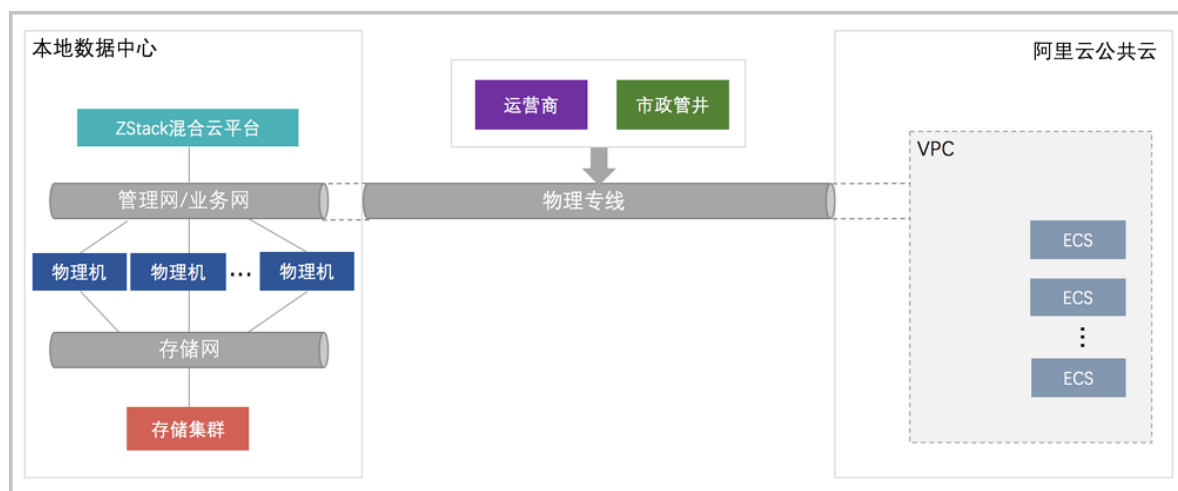 本地数据中心
ZStack混合云平台
管理网/业务网
物理机
物理机
...
物理机
存储网
存储集群
运营商
市政管井
物理专线
阿里云公共云
VPC
ECS
ECS
⋮
ECS